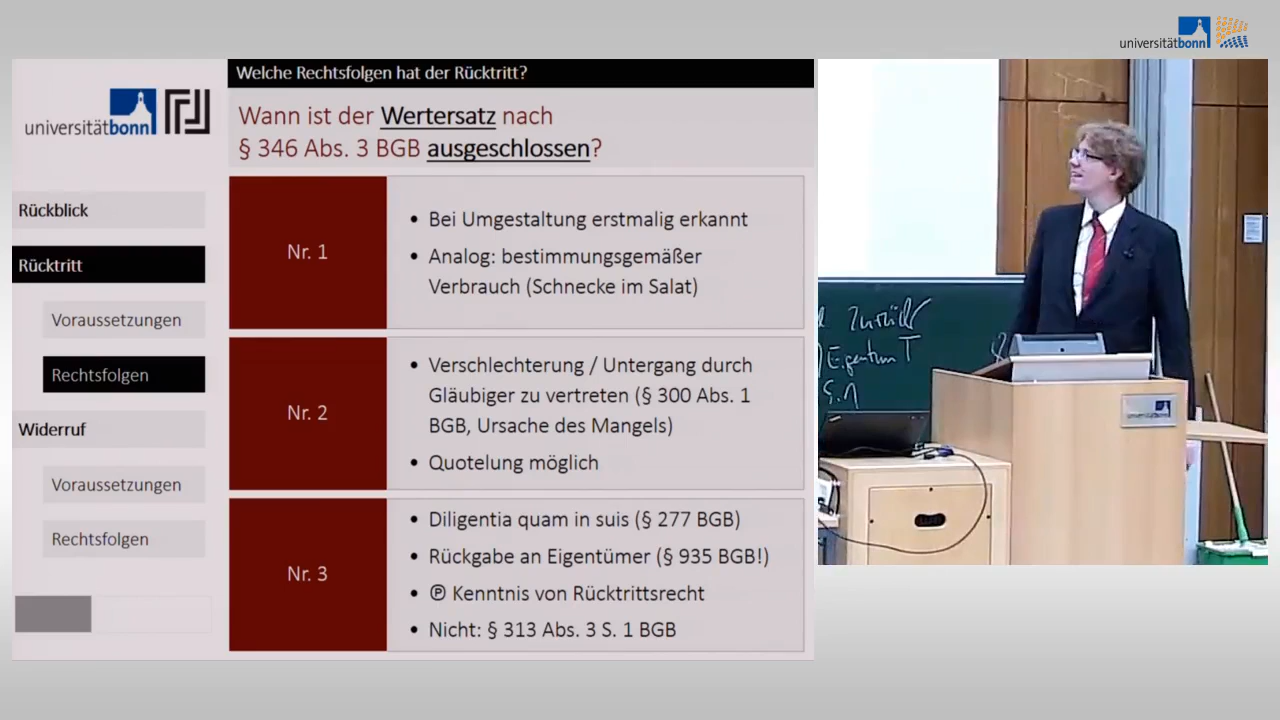 universitätbonn
Welche Rechtsfolgen hat der Rücktritt?
universitätbonn
Wann ist der Wertersatz nach
§ 346 Abs. 3 BGB ausgeschlossen?
Rückblick
Rücktritt
Voraussetzungen
Rechtsfolgen
Widerruf
Voraussetzungen
Rechtsfolgen
Nr. 1
• Bei Umgestaltung erstmalig erkannt
• Analog: bestimmungsgemäßer
Verbrauch (Schnecke im Salat)
Nr. 2
• Verschlechterung / Untergang durch
Gläubiger zu vertreten (§ 300 Abs. 1
BGB, Ursache des Mangels)
• Quotelung möglich
Nr. 3
• Diligentia quam in suis (§ 277 BGB)
• Rückgabe an Eigentümer (§ 935 BGB!)
• ℗ Kenntnis von Rücktrittsrecht
• Nicht: § 313 Abs. 3 S. 1 BGB
Zurück
Eigentum T